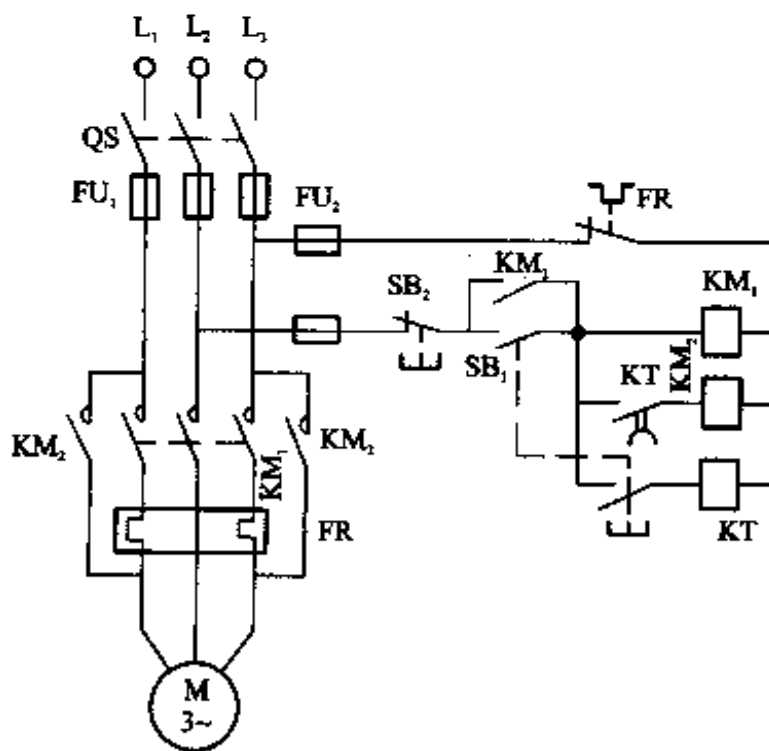 L₁ L₂ L₃
QS
FU₁
FU₂
FR
SB₂
KM₁
KM₁
SB₁
KT
KM₂
KM₂
KM₁
KM₂
FR
KT
M
3~